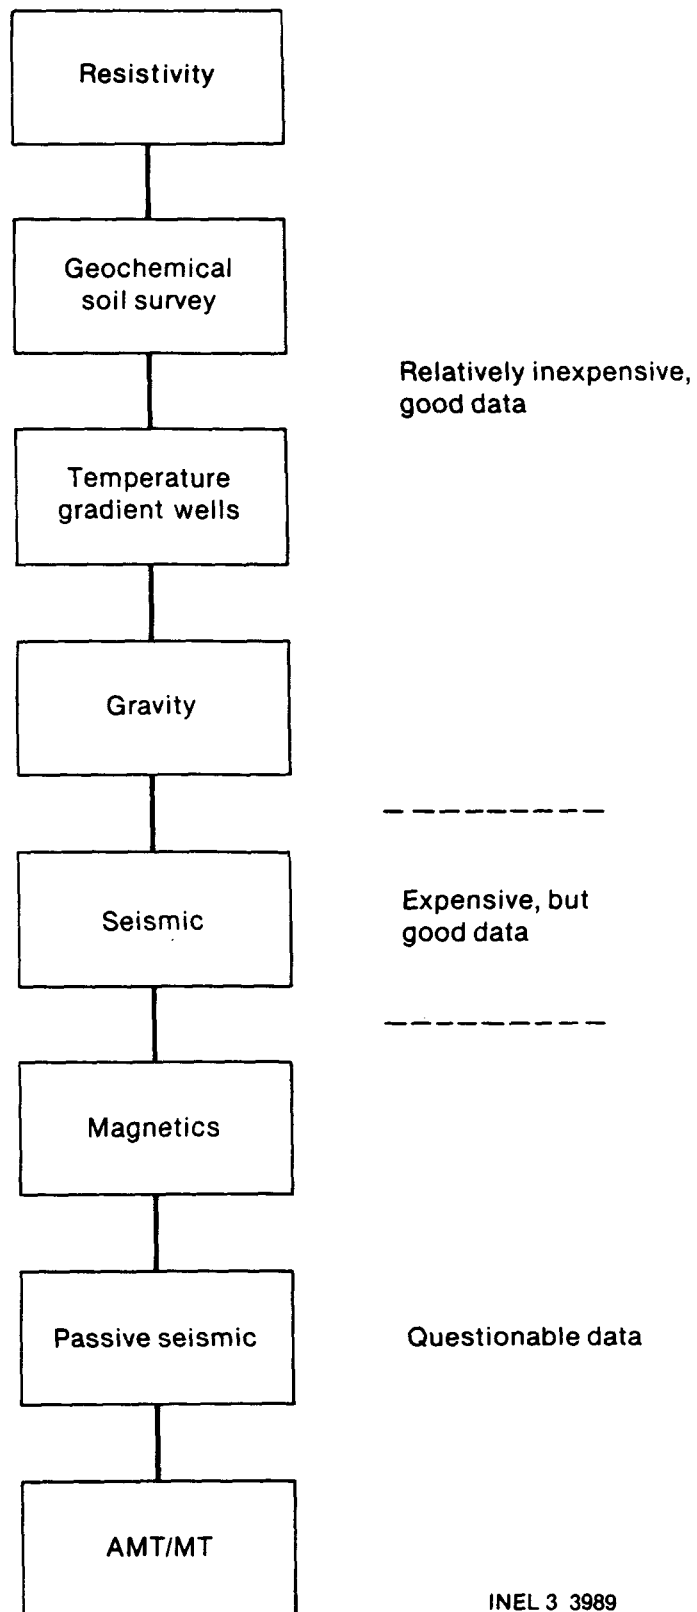 Resistivity
Geochemical
soil survey
Relatively inexpensive,
good data
Temperature
gradient wells
Gravity
Seismic
Expensive, but
good data
Magnetics
Passive seismic
Questionable data
AMT/MT
INEL 3 3989